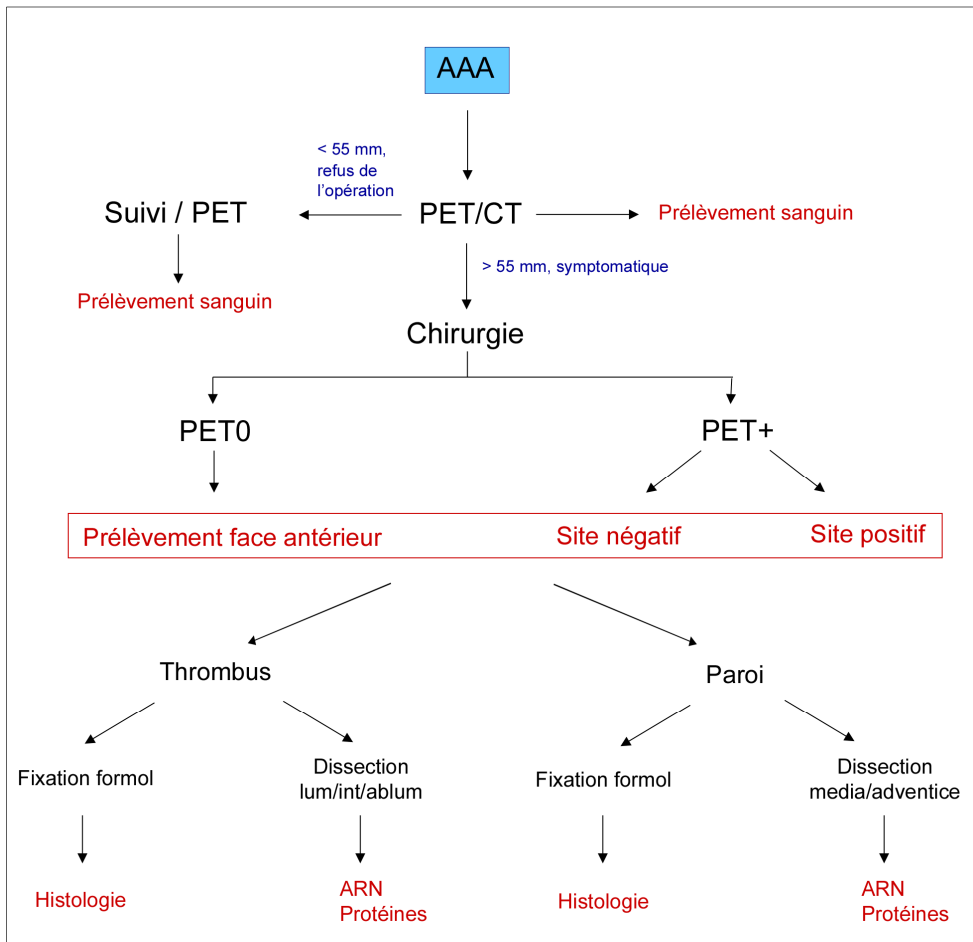 AAA
< 55 mm,
refus de
l'opération
Suivi / PET
PET/CT
Prélèvement sanguin
> 55 mm, symptomatique
Prélèvement sanguin
Chirurgie
PET0
PET+
Prélèvement face antérieur
Site négatif
Site positif
Thrombus
Paroi
Fixation formol
Dissection
lum/int/ablum
Fixation formol
Dissection
media/adventice
Histologie
ARN
Protéines
Histologie
ARN
Protéines